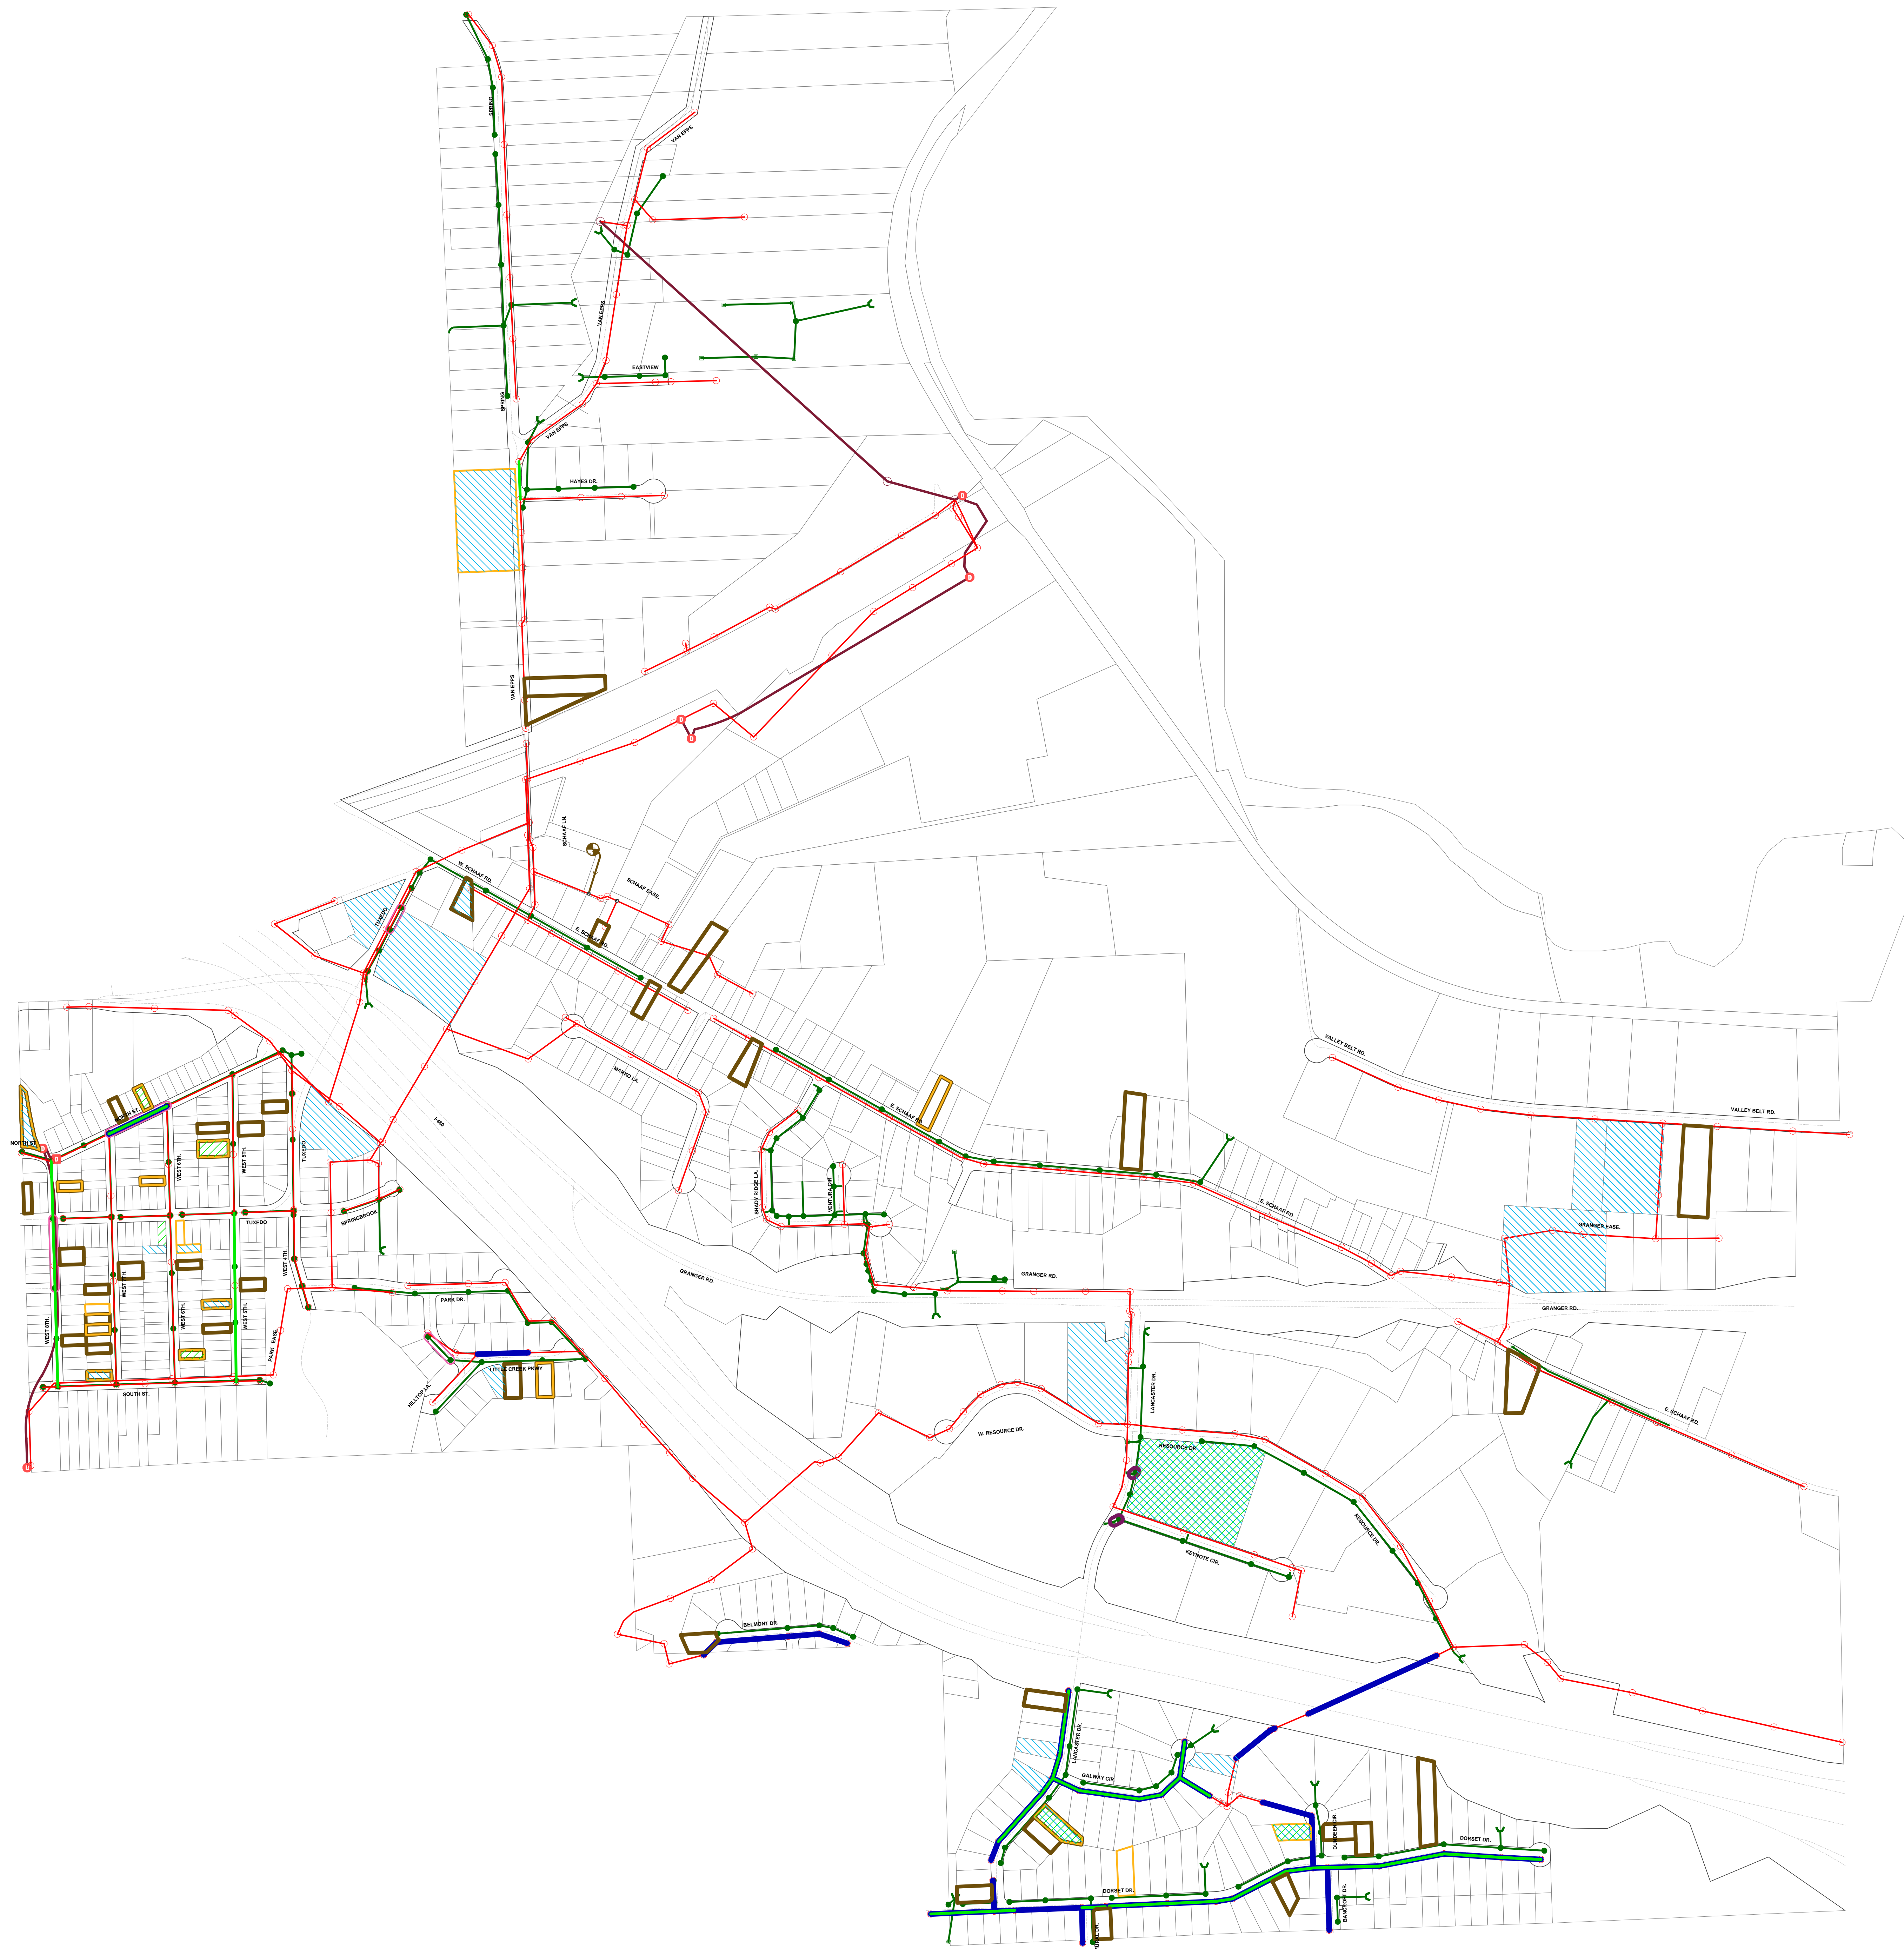 SPRING
VAN EPPS
VAN EPPS
EASTVIEW
SPRING
VAN EPPS
HAYES DR.
VAN EPPS
SCHAAF LN.
W. SCHAAF RD.
SCHAAF EASE.
TUXEDO
E. SCHAAF RD.
VALLEY BELT RD.
MARKO LA.
VALLEY BELT RD.
I-480
E. SCHAAF RD.
NORTH ST.
NORTH ST.
D
D
D
D
D
D
WEST 6TH.
WEST 5TH.
TUXEDO
SHADY RIDGE LA.
VENTURA CIR.
E. SCHAAF RD.
SPRINGBROOK
TUXEDO
GRANGER EASE.
WEST 4TH.
WEST 7TH.
GRANGER RD.
GRANGER RD.
PARK DR.
GRANGER RD.
WEST 8TH.
WEST 6TH.
WEST 5TH.
PARK EASE.
LITTLE CREEK PKWY
HILLTOP LA.
SOUTH ST.
LANCASTER DR.
E. SCHAAF RD.
W. RESOURCE DR.
RESOURCE DR.
RESOURCE DR.
KEYNOTE CIR.
BELMONT DR.
LANCASTER DR.
GALWAY CIR.
DUNDEEN CIR.
DORSET DR.
DORSET DR.
BANCROFT DR.